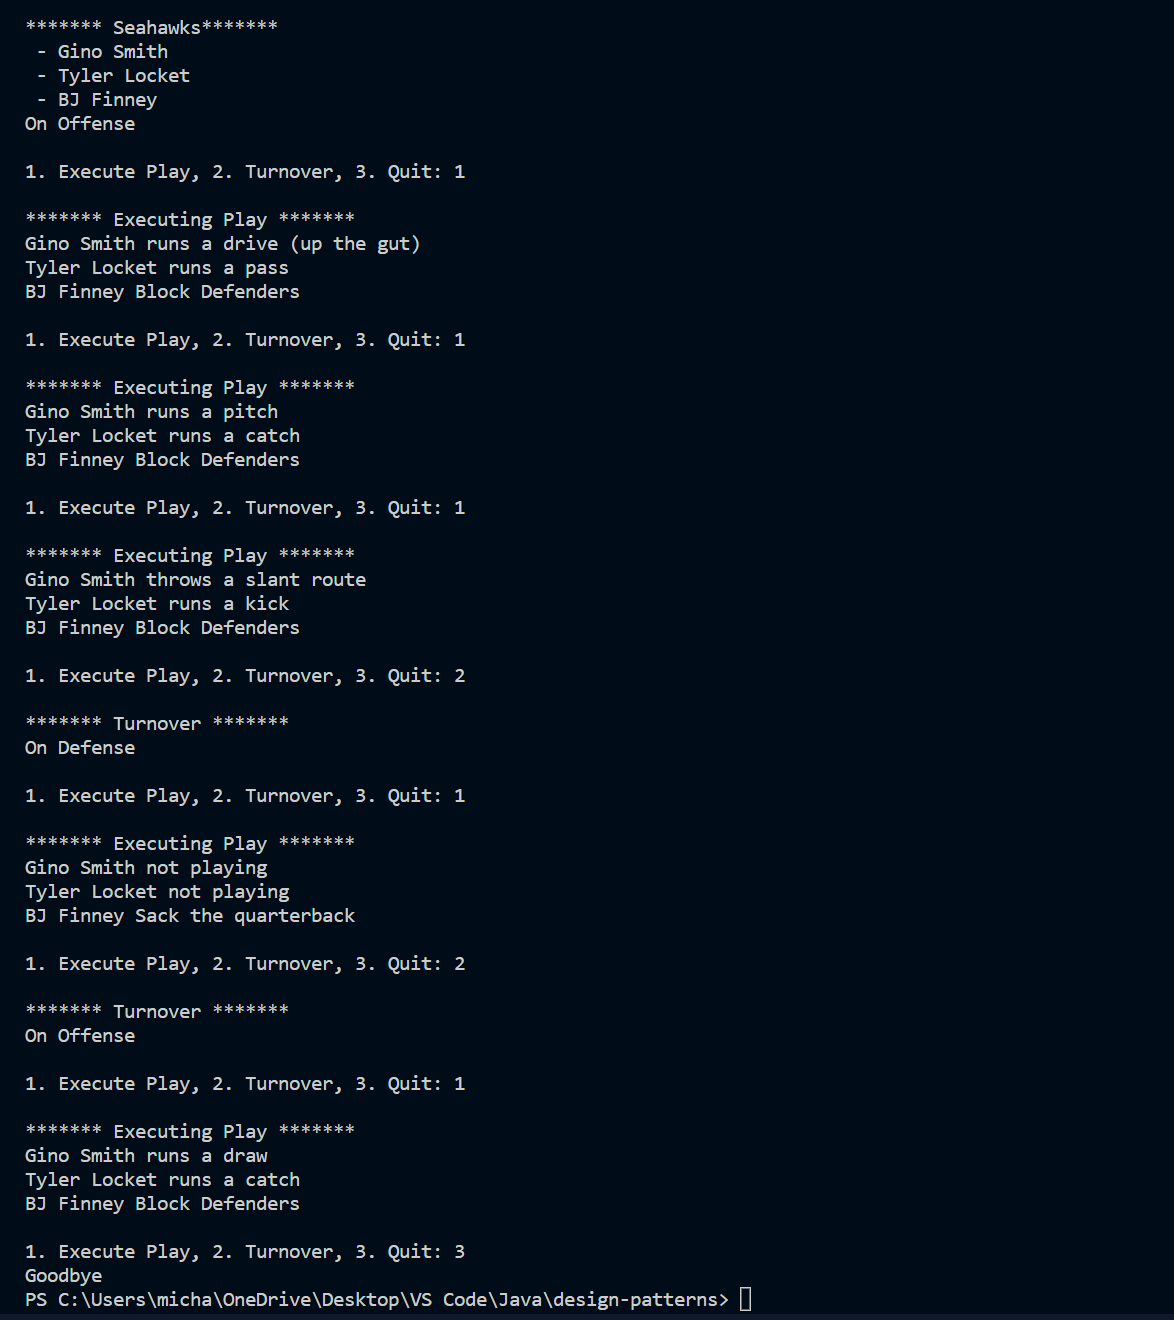 ******* Seahawks*******
 - Gino Smith
 - Tyler Locket
 - BJ Finney
On Offense
1. Execute Play, 2. Turnover, 3. Quit: 1
******* Executing Play *******
Gino Smith runs a drive (up the gut)
Tyler Locket runs a pass
BJ Finney Block Defenders
1. Execute Play, 2. Turnover, 3. Quit: 1
******* Executing Play *******
Gino Smith runs a pitch
Tyler Locket runs a catch
BJ Finney Block Defenders
1. Execute Play, 2. Turnover, 3. Quit: 1
******* Executing Play *******
Gino Smith throws a slant route
Tyler Locket runs a kick
BJ Finney Block Defenders
1. Execute Play, 2. Turnover, 3. Quit: 2
******* Turnover *******
On Defense
1. Execute Play, 2. Turnover, 3. Quit: 1
******* Executing Play *******
Gino Smith not playing
Tyler Locket not playing
BJ Finney Sack the quarterback
1. Execute Play, 2. Turnover, 3. Quit: 2
******* Turnover *******
On Offense
1. Execute Play, 2. Turnover, 3. Quit: 1
******* Executing Play *******
Gino Smith runs a draw
Tyler Locket runs a catch
BJ Finney Block Defenders
1. Execute Play, 2. Turnover, 3. Quit: 3
Goodbye
PS C:\Users\micha\OneDrive\Desktop\VS Code\Java\design-patterns>